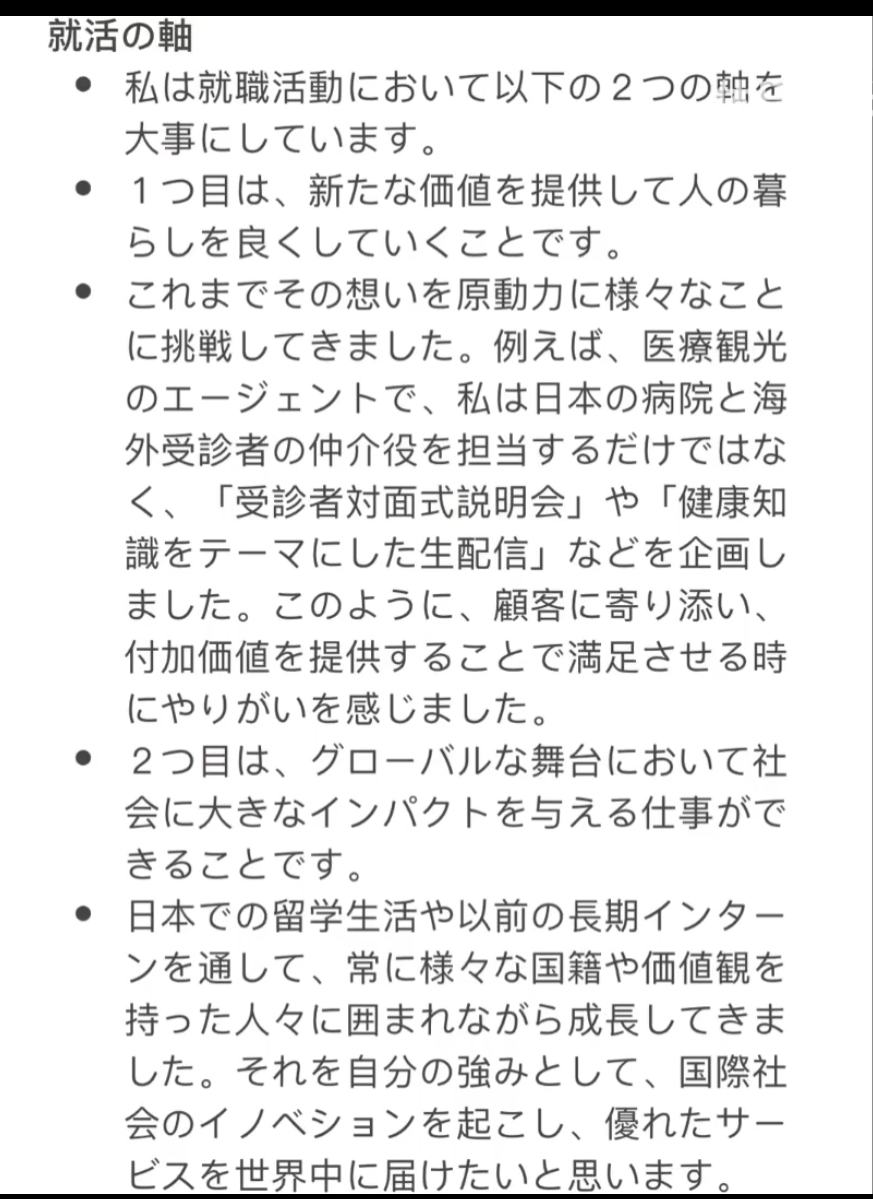 就活の軸
• 私は就職活動において以下の２つの軸を
大事にしています。
• １つ目は、新たな価値を提供して人の暮
らしを良くしていくことです。
• これまでその想いを原動力に様々なこと
に挑戦してきました。例えば、医療観光
のエージェントで、私は日本の病院と海
外受診者の仲介役を担当するだけではな
く、「受診者対面式説明会」や「健康知
識をテーマにした生配信」などを企画し
ました。このように、顧客に寄り添い、
付加価値を提供することで満足させる時
にやりがいを感じました。
• ２つ目は、グローバルな舞台において社
会に大きなインパクトを与える仕事がで
きることです。
• 日本での留学生活や以前の長期インター
ンを通して、常に様々な国籍や価値観を
持った人々に囲まれながら成長してきま
した。それを自分の強みとして、国際社
会のイノベションを起こし、優れたサー
ビスを世界中に届けたいと思います。